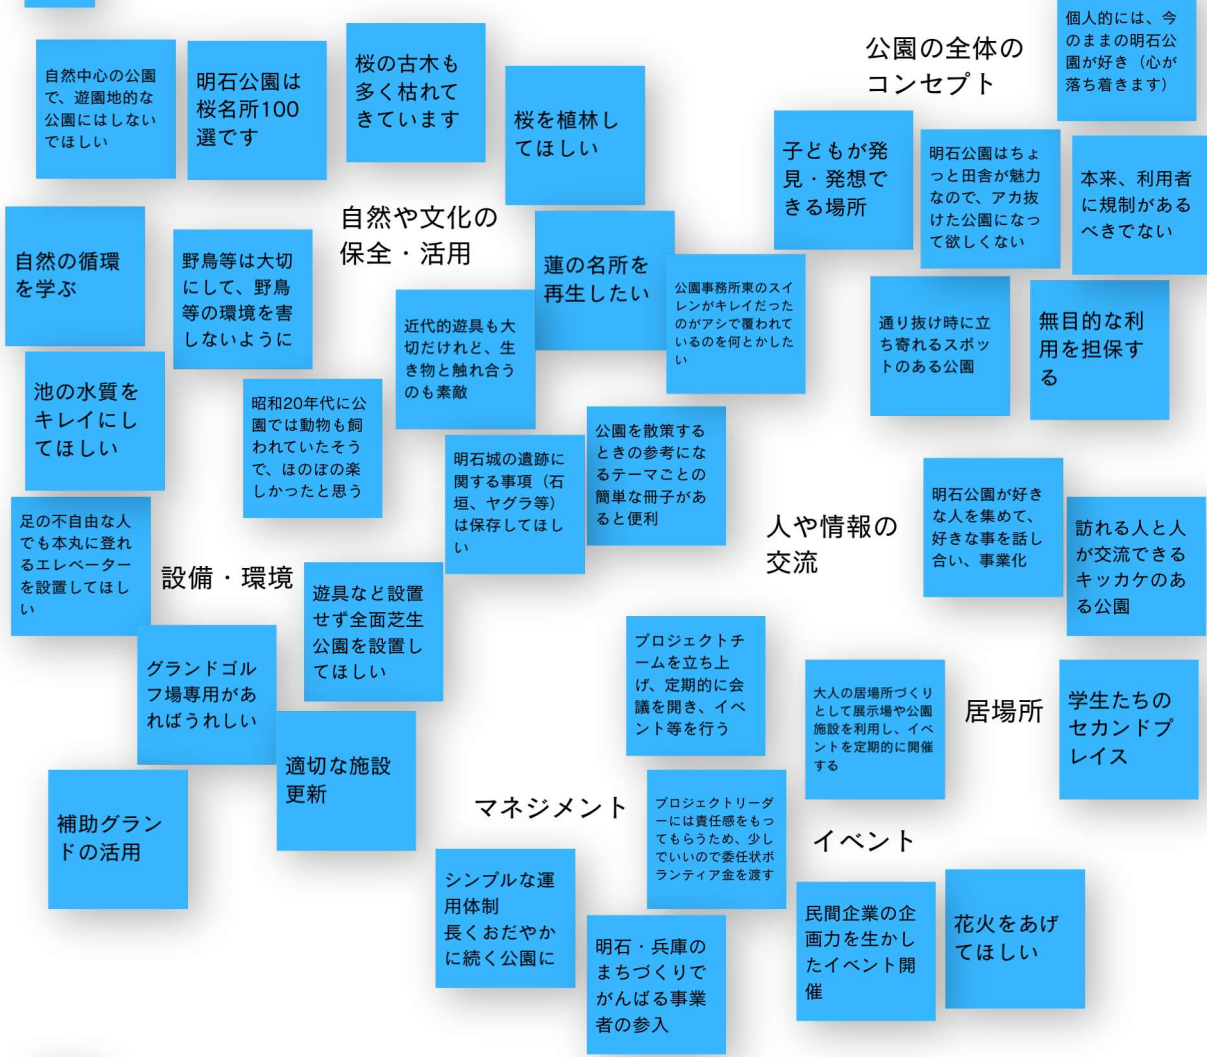 公園の全体の
コンセプト
個人的には、今
のままの明石公
園が好き（心が
落ち着きます）
自然中心の公園
で、遊園地的な
公園にはしない
でほしい
明石公園は
桜名所100
選です
桜の古木も
多く枯れて
きています
桜を植林し
てほしい
子どもが発
見・発想で
きる場所
明石公園はちょ
っと田舎が魅力
なので、アカ抜
けた公園になっ
て欲しくない
本来、利用者
に規制がある
べきでない
自然や文化の
保全・活用
自然の循環
を学ぶ
野鳥等は大切
にして、野鳥
等の環境を害
しないように
蓮の名所を
再生したい
公園事務所東のスイ
レンがキレイだった
のがアシで覆われて
いるのを何とかした
い
通り抜け時に立
ち寄れるスポッ
トのある公園
無目的な利
用を担保す
る
近代的遊具も大
切だけれど、生
き物と触れ合う
のも素敵
池の水質を
キレイにし
てほしい
昭和20年代に公
園では動物も飼
われていたそう
で、ほのぼの楽
しかったと思う
明石城の遺跡に
関する事項（石
垣、ヤグラ等）
は保存してほし
い
公園を散策する
ときの参考にな
るテーマごとの
簡単な冊子があ
ると便利
人や情報の
交流
明石公園が好き
な人を集めて、
好きな事を話し
合い、事業化
訪れる人と人
が交流できる
キッカケのあ
る公園
足の不自由な人
でも本丸に登れ
るエレベーター
を設置してほし
い
設備・環境
遊具など設置
せず全面芝生
公園を設置し
てほしい
グランドゴル
フ場専用があ
ればうれしい
適切な施設
更新
補助グラン
ドの活用
プロジェクトチ
ームを立ち上
げ、定期的に会
議を開き、イベ
ント等を行う
大人の居場所づくり
として展示場や公園
施設を利用し、イベ
ントを定期的に開催
する
居場所
学生たちの
セカンドプ
レイス
マネジメント
プロジェクトリーダ
ーには責任感をもっ
てもらうため、少し
でいいので委任状ボ
ランティア金を渡す
イベント
シンプルな運
用体制
長くおだやか
に続く公園に
明石・兵庫の
まちづくりで
がんばる事業
者の参入
民間企業の企
画力を生かし
たイベント開
催
花火をあげ
てほしい